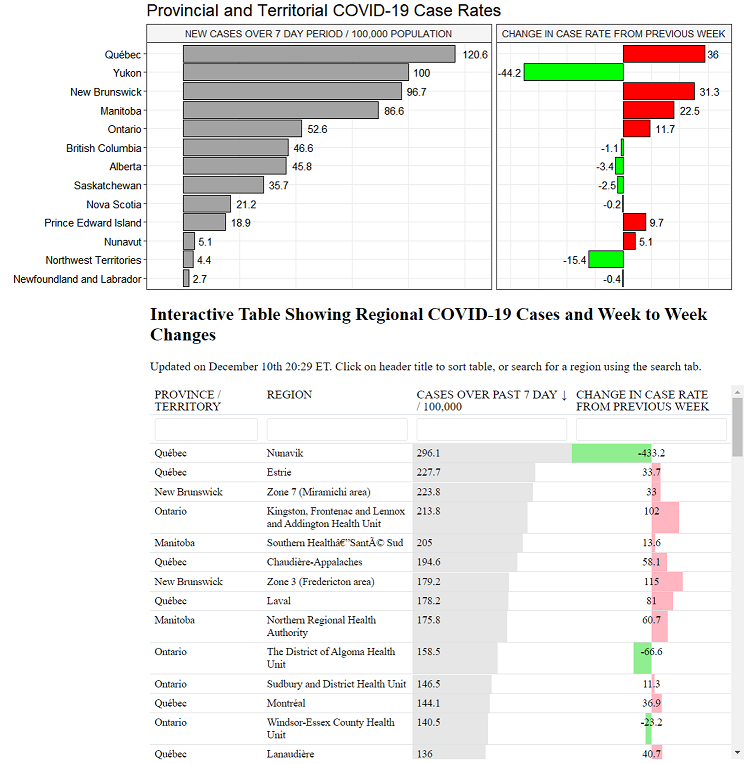 Provincial and Territorial COVID-19 Case Rates
NEW CASES OVER 7 DAY PERIOD / 100,000 POPULATION
CHANGE IN CASE RATE FROM PREVIOUS WEEK
Québec 120.6 36
Yukon 100 -44.2
New Brunswick 96.7 31.3
Manitoba 86.6 22.5
Ontario 52.6 11.7
British Columbia 46.6 -1.1
Alberta 45.8 -3.4
Saskatchewan 35.7 -2.5
Nova Scotia 21.2 -0.2
Prince Edward Island 18.9 9.7
Nunavut 5.1 5.1
Northwest Territories 4.4 -15.4
Newfoundland and Labrador 2.7 -0.4
Interactive Table Showing Regional COVID-19 Cases and Week to Week
Changes
Updated on December 10th 20:29 ET. Click on header title to sort table, or search for a region using the search tab.
PROVINCE / REGION CASES OVER PAST 7 DAY ↓ CHANGE IN CASE RATE
TERRITORY / 100,000 FROM PREVIOUS WEEK
Québec Nunavik 296.1 -433.2
Québec Estrie 227.7 33.7
New Brunswick Zone 7 (Miramichi area) 223.8 33
Ontario Kingston, Frontenac and Lennox 213.8 102
and Addington Health Unit
Manitoba Southern Healthâ€”SantÃ© Sud 205 13.6
Québec Chaudière-Appalaches 194.6 58.1
New Brunswick Zone 3 (Fredericton area) 179.2 115
Québec Laval 178.2 81
Manitoba Northern Regional Health 175.8 60.7
Authority
Ontario The District of Algoma Health 158.5 -66.6
Unit
Ontario Sudbury and District Health Unit 146.5 11.3
Québec Montréal 144.1 36.9
Ontario Windsor-Essex County Health 140.5 -23.2
Unit
Québec Lanaudière 136 40.7